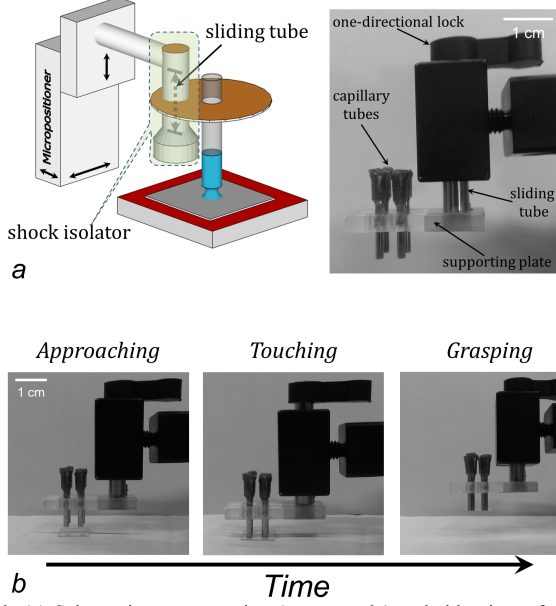 sliding tube
Micropositioner
shock isolator
a
one-directional lock
1 cm
capillary
tubes
sliding
tube
supporting plate
Approaching
Touching
Grasping
1 cm
b
Time